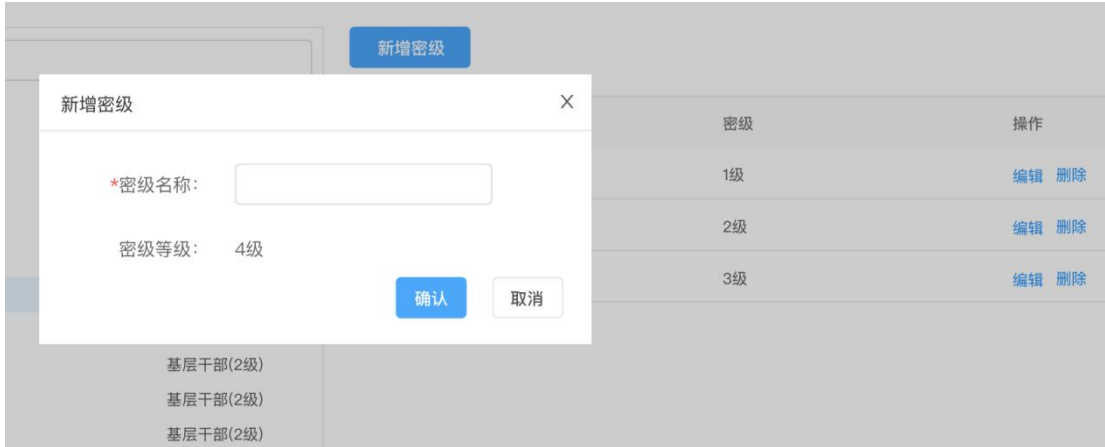 新增密级
新增密级 X
密级 操作
*密级名称：
1级 编辑 删除
2级 编辑 删除
密级等级： 4级
3级 编辑 删除
确认 取消
基层干部(2级)
基层干部(2级)
基层干部(2级)